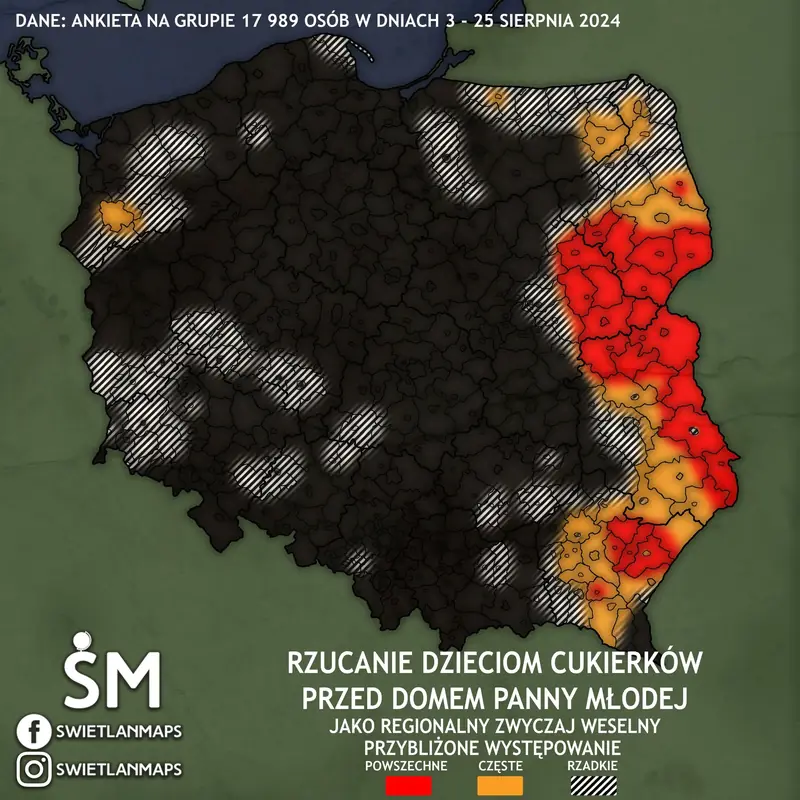 DANE: ANKIETA NA GRUPIE 17 989 OSÓB W DNIACH 3 - 25 SIERPNIA 2024
ŚM
SWIETLANMAPS
SWIETLANMAPS
RZUCANIE DZIECIOM CUKIERKÓW
PRZED DOMEM PANNY MŁODEJ
JAKO REGIONALNY ZWYCZAJ WESELNY
PRZYBLIŻONE WYSTĘPOWANIE
POWSZECHNE CZĘSTE RZADKIE